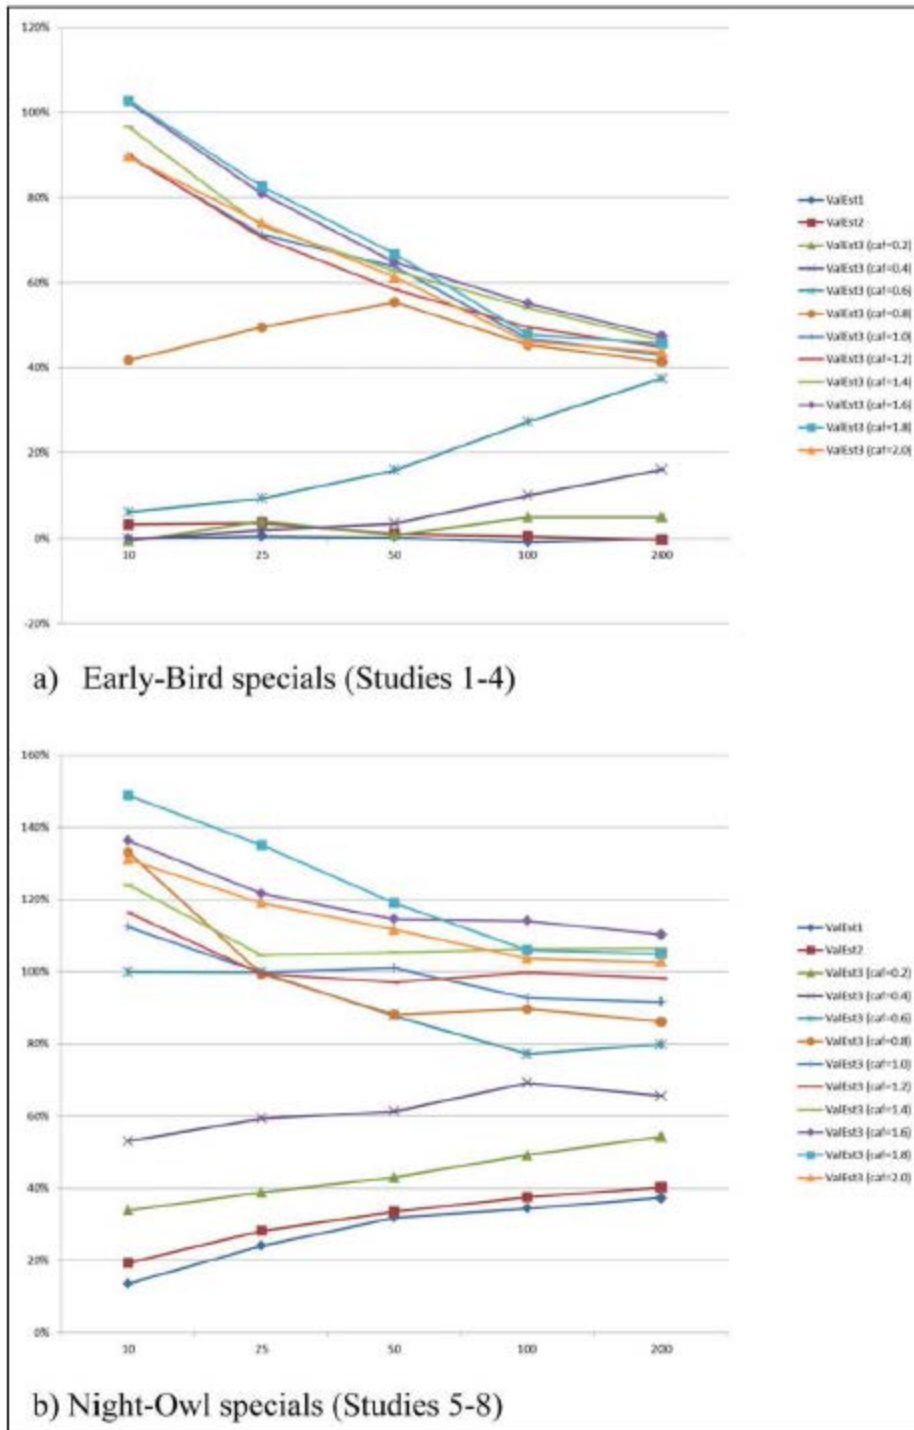 120%
100%
80%
60%
40%
20%
0%
-20%
10
25
50
100
200
ValEst1
ValEst2
ValEst3 (caf=0.2)
ValEst3 (caf=0.4)
ValEst3 (caf=0.6)
ValEst3 (caf=0.8)
ValEst3 (caf=1.0)
ValEst3 (caf=1.2)
ValEst3 (caf=1.4)
ValEst3 (caf=1.6)
ValEst3 (caf=1.8)
ValEst3 (caf=2.0)
a) Early-Bird specials (Studies 1-4)
160%
140%
120%
100%
80%
60%
40%
20%
0%
10
25
50
100
200
ValEst1
ValEst2
ValEst3 (caf=0.2)
ValEst3 (caf=0.4)
ValEst3 (caf=0.6)
ValEst3 (caf=0.8)
ValEst3 (caf=1.0)
ValEst3 (caf=1.2)
ValEst3 (caf=1.4)
ValEst3 (caf=1.6)
ValEst3 (caf=1.8)
ValEst3 (caf=2.0)
b) Night-Owl specials (Studies 5-8)